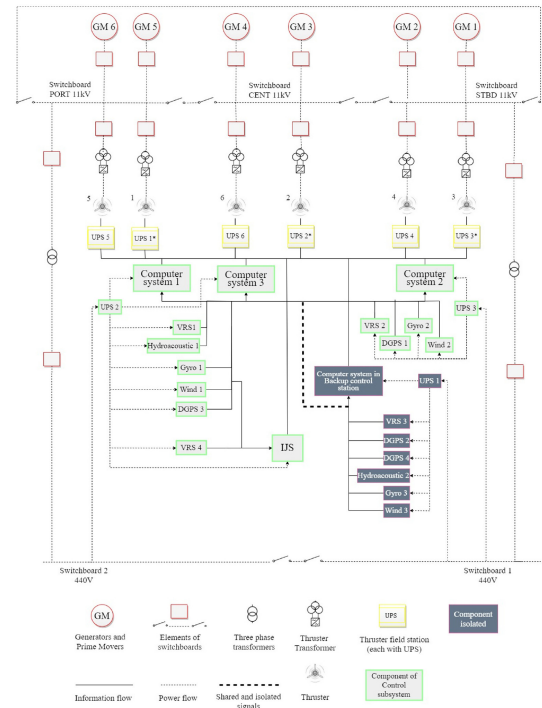 GM 6
GM 5
GM 4
GM 3
GM 2
GM 1
Switchboard
PORT 11kV
Switchboard
CENT 11kV
Switchboard
STBD 11kV
5
1
6
2
4
3
UPS 5
UPS 1*
UPS 6
UPS 2*
UPS 4
UPS 3*
Computer
system 1
Computer
system 3
Computer
system 2
UPS 2
UPS 3
VRS1
VRS 2
Gyro 2
Hydroacoustic 1
DGPS 1
Wind 2
Gyro 1
Computer system in
Backup control
station
UPS 1
Wind 1
DGPS 3
VRS 3
DGPS 2
VRS 4
IJS
DGPS 4
Hydroacoustic 2
Gyro 3
Wind 3
Switchboard 2
440V
Switchboard 1
440V
GM
UPS
Component
isolated
Generators and
Prime Movers
Elements of
switchboards
Three phase
transformers
Thruster
Transformer
Thruster field station
(each with UPS)
Information flow
Power flow
Shared and isolated
signals
Thruster
Component of
Control
subsystem